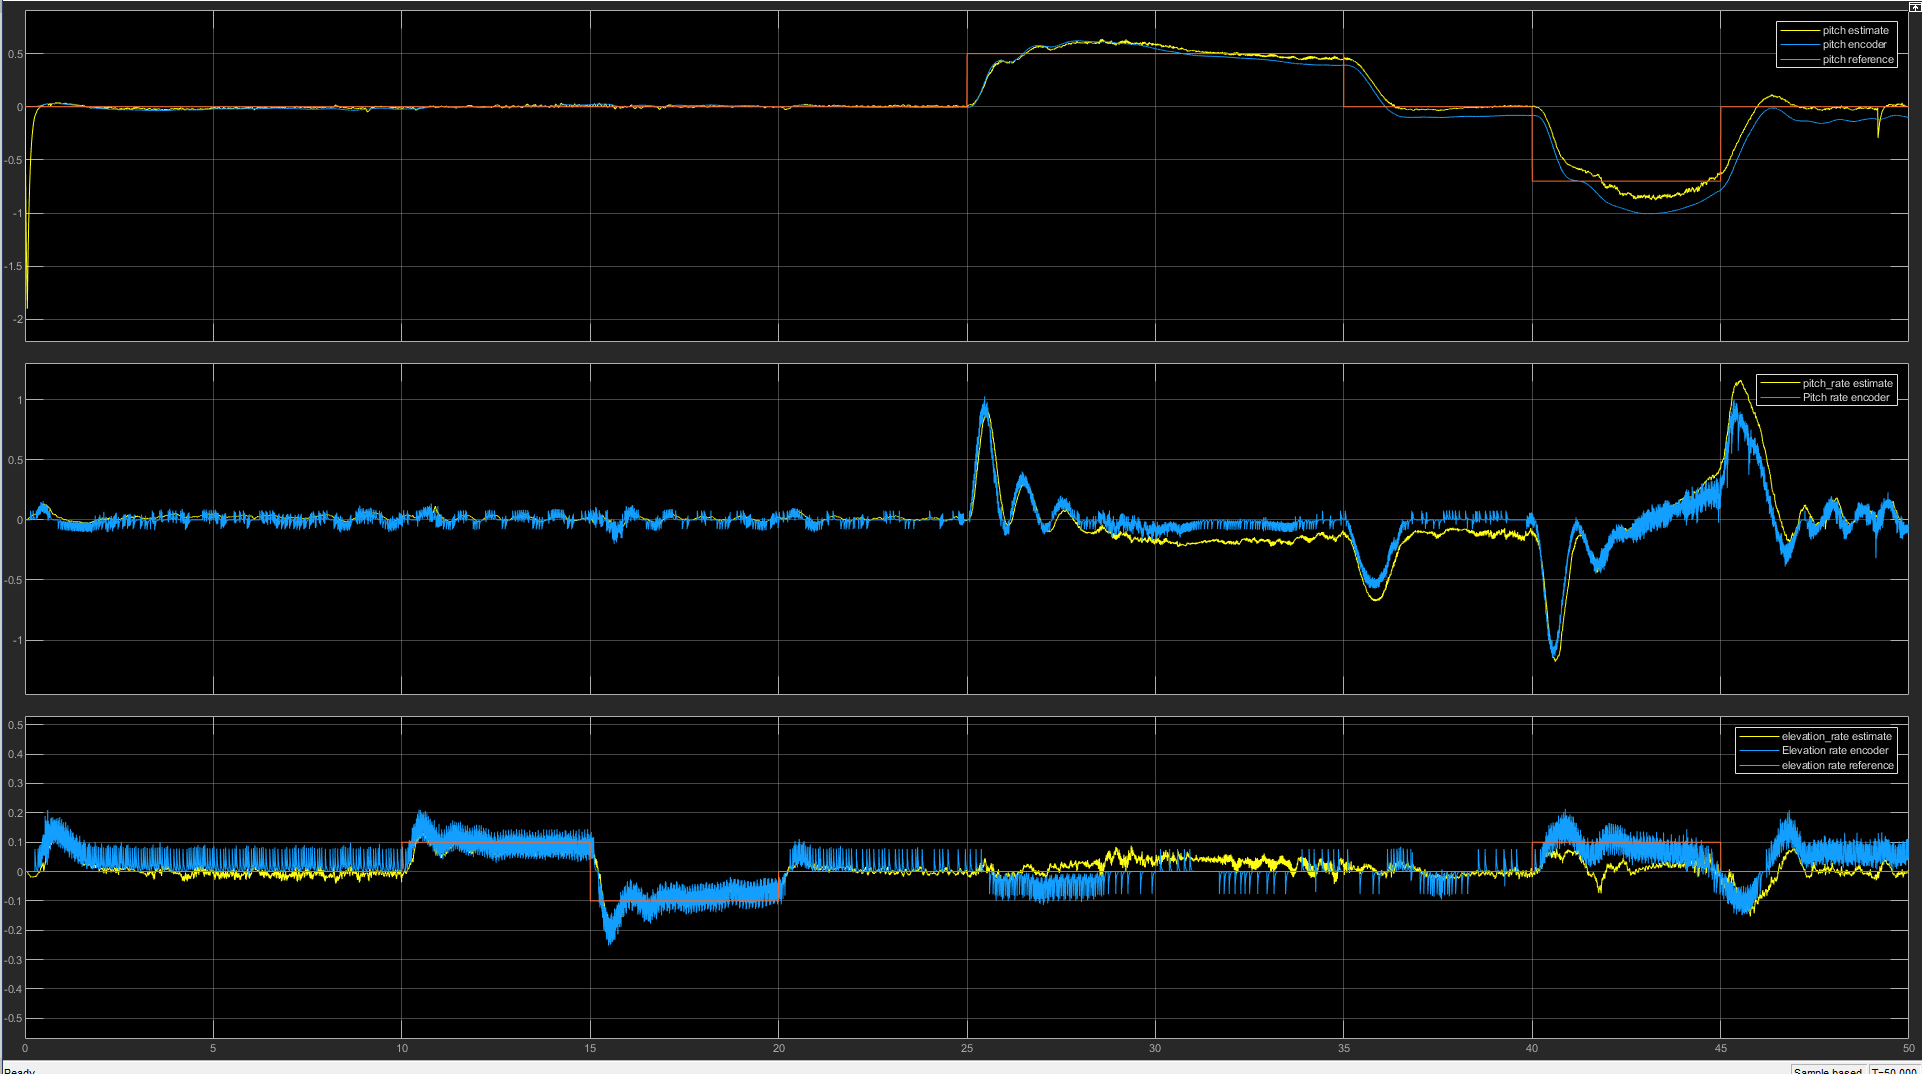 pitch estimate
pitch encoder
pitch reference
0.5
0
-0.5
-1
-1.5
-2
pitch_rate estimate
Pitch rate encoder
1
0.5
0
-0.5
-1
elevation_rate estimate
Elevation rate encoder
elevation rate reference
0.5
0.4
0.3
0.2
0.1
0
-0.1
-0.2
-0.3
-0.4
-0.5
0 5 10 15 20 25 30 35 40 45 50
Ready Sample based T=50.000